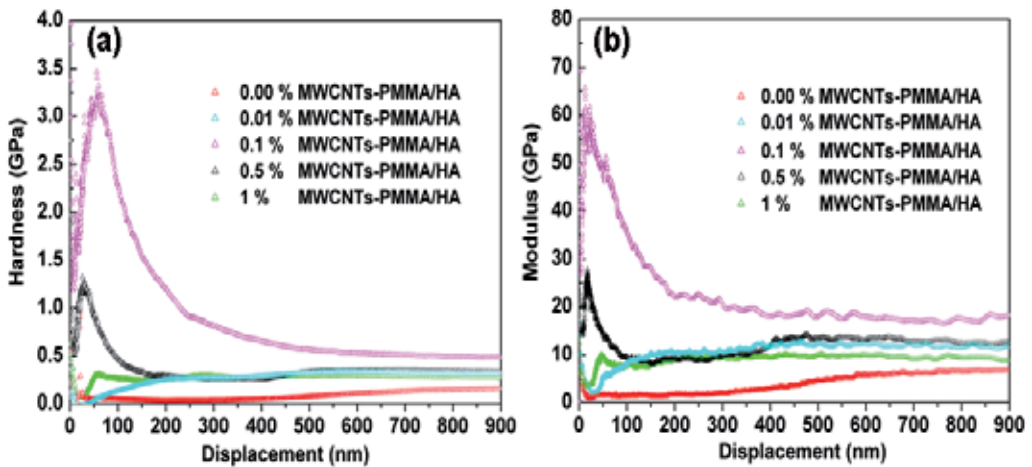 (a)
4.0
3.5
3.0
2.5
2.0
1.5
1.0
0.5
0.0
Hardness (GPa)
0.00 % MWCNTs-PMMA/HA
0.01 % MWCNTs-PMMA/HA
0.1 % MWCNTs-PMMA/HA
0.5 % MWCNTs-PMMA/HA
1 % MWCNTs-PMMA/HA
0 100 200 300 400 500 600 700 800 900
Displacement (nm)
(b)
80
70
60
50
40
30
20
10
0
Modulus (GPa)
0.00 % MWCNTs-PMMA/HA
0.01 % MWCNTs-PMMA/HA
0.1 % MWCNTs-PMMA/HA
0.5 % MWCNTs-PMMA/HA
1 % MWCNTs-PMMA/HA
0 100 200 300 400 500 600 700 800 900
Displacement (nm)